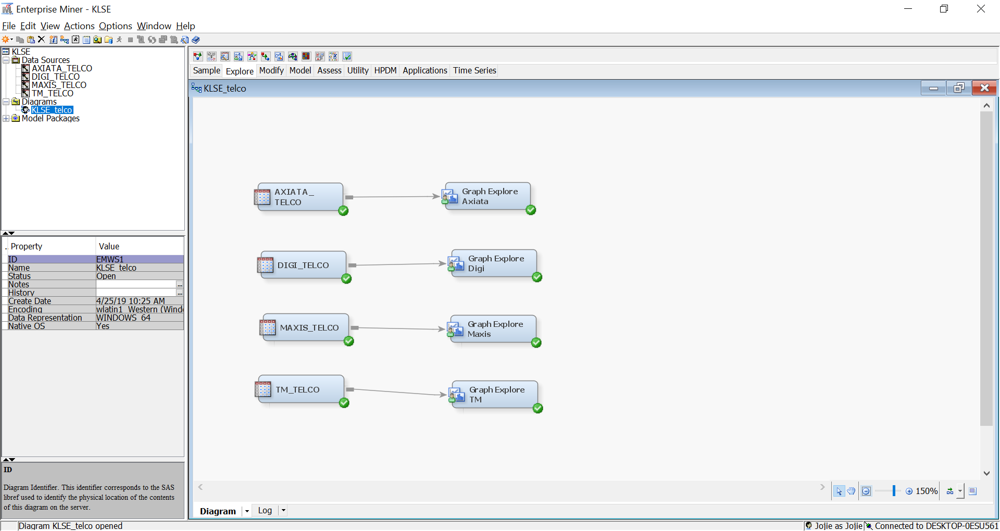 Enterprise Miner - KLSE
File Edit View Actions Options Window Help
KLSE
Data Sources
AXIATA_TELCO
DIGI_TELCO
MAXIS_TELCO
TM_TELCO
Diagrams
KLSE_telco
Model Packages
.. Property Value
ID EMWS1
Name KLSE_telco
Status Open
Notes ...
History ...
Create Date 4/25/19 10:25 AM
Encoding wlatin1 Western (Wind
Data Representation WINDOWS_64
Native OS Yes
ID
Diagram Identifier. This identifier corresponds to the SAS
libref used to identify the physical location of the contents
of this diagram on the server.
Sample Explore Modify Model Assess Utility HPDM Applications Time Series
KLSE_telco
AXIATA_
TELCO
Graph Explore
Axiata
DIGI_TELCO
Graph Explore
Digi
MAXIS_TELCO
Graph Explore
Maxis
TM_TELCO
Graph Explore
TM
150%
Diagram Log
Diagram KLSE_telco opened
Jojie as Jojie Connected to DESKTOP-0ESU561